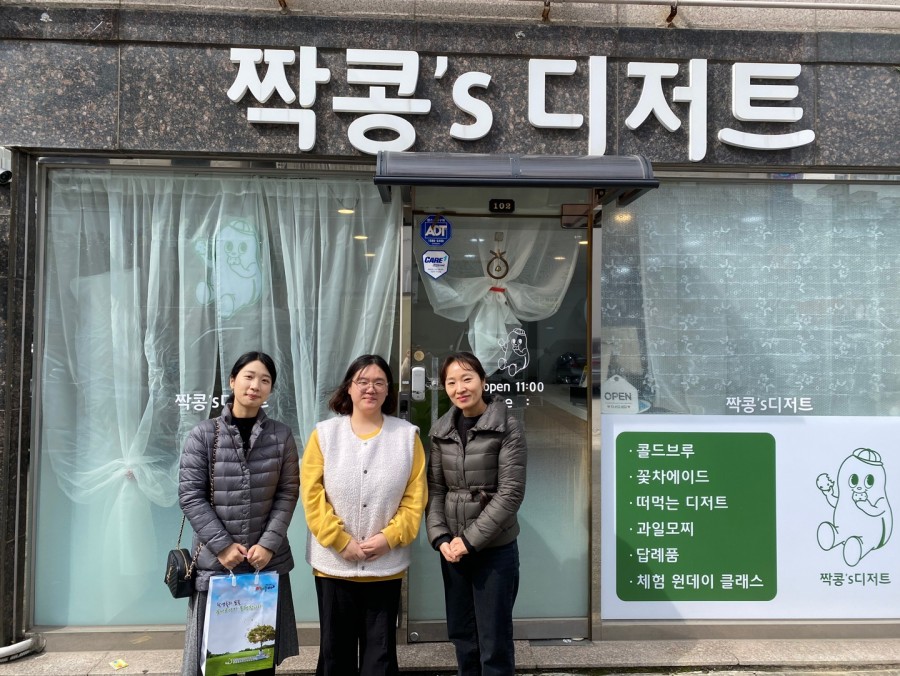 짝콩's 디저트
102
ADT
CARE
open 11:00
짝콩's
짝콩's디저트
OPEN
· 콜드브루
· 꽃차에이드
· 떠먹는 디저트
· 과일모찌
· 답례품
· 체험 원데이 클래스
짝콩's디저트